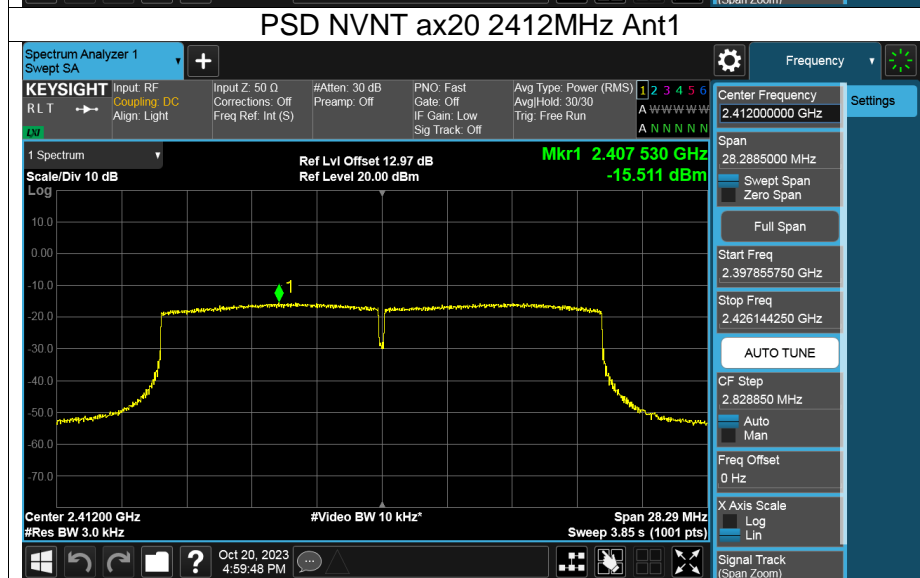 (Span Zoom)
PSD NVNT ax20 2412MHz Ant1
Spectrum Analyzer 1
Swept SA
+
Frequency
KEYSIGHT
R L T
LXI
Input: RF
Coupling: DC
Align: Light
Input Z: 50 Ω
Corrections: Off
Freq Ref: Int (S)
#Atten: 30 dB
Preamp: Off
PNO: Fast
Gate: Off
IF Gain: Low
Sig Track: Off
Avg Type: Power (RMS)
Avg|Hold: 30/30
Trig: Free Run
1 2 3 4 5 6
A W W W W W
A N N N N N
Center Frequency
2.412000000 GHz
Settings
Span
28.2885000 MHz
Swept Span
Zero Span
Full Span
Start Freq
2.397855750 GHz
Stop Freq
2.426144250 GHz
AUTO TUNE
CF Step
2.828850 MHz
Auto
Man
Freq Offset
0 Hz
X Axis Scale
Log
Lin
Signal Track
(Span Zoom)
1 Spectrum
Scale/Div 10 dB
Log
Ref Lvl Offset 12.97 dB
Ref Level 20.00 dBm
Mkr1 2.407 530 GHz
-15.511 dBm
10.0
0.00
-10.0
-20.0
-30.0
-40.0
-50.0
-60.0
-70.0
1
Center 2.41200 GHz
#Res BW 3.0 kHz
#Video BW 10 kHz*
Span 28.29 MHz
Sweep 3.85 s (1001 pts)
?
Oct 20, 2023
4:59:48 PM